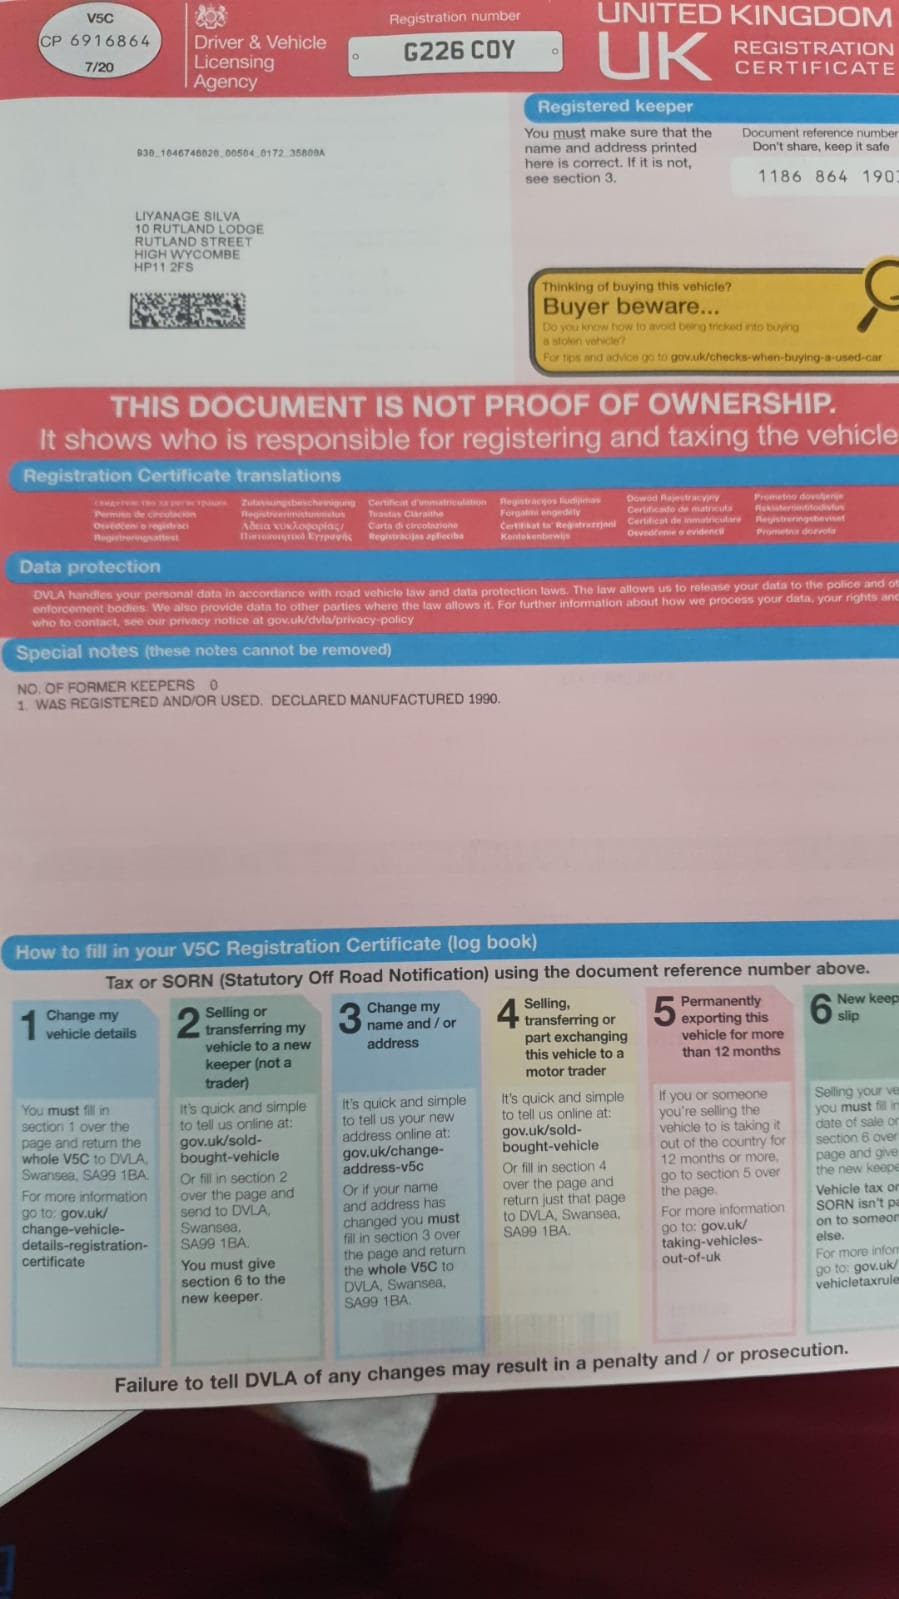 V5C
CP 6916864
7/20
Driver & Vehicle
Licensing
Agency
Registration number
G226 COY
UNITED KINGDOM
UK REGISTRATION
CERTIFICATE
Registered keeper
You must make sure that the
name and address printed
here is correct. If it is not,
see section 3.
Document reference number
Don't share, keep it safe
1186 864 190
LIYANAGE SILVA
10 RUTLAND LODGE
RUTLAND STREET
HIGH WYCOMBE
HP11 2FS
Thinking of buying this vehicle?
Buyer beware...
Do you know how to avoid being tricked into buying
a stolen vehicle?
For tips and advice go to gov.uk/checks-when-buying-a-used-car
THIS DOCUMENT IS NOT PROOF OF OWNERSHIP.
It shows who is responsible for registering and taxing the vehicle
Registration Certificate translations
Zulassungsbescheinigung Certificat d'immatriculation Registracijos liudijimas Dowód Rejestracyjny Prometno dovoljenje
Permiso de circulación Registreerimistunnistus Teastas Cláraithe Forgalmi engedély Certificado de matrícula Rekisteröintitodistus
Osvědčení o registraci Άδεια κυκλοφορίας/ Carta di circolazione Ċertifikat ta' Reġistrazzjoni Certificat de înmatriculare Registreringsbeviset
Registreringsattest Πιστοποιητικό Εγγραφής Reģistrācijas apliecība Kentekenbewijs Osvedčenie o evidencii Prometna dozvola
Data protection
DVLA handles your personal data in accordance with road vehicle law and data protection laws. The law allows us to release your data to the police and
enforcement bodies. We also provide data to other parties where the law allows it. For further information about how we process your data, your rights and
who to contact, see our privacy notice at gov.uk/dvla/privacy-policy
Special notes (these notes cannot be removed)
NO. OF FORMER KEEPERS 0
1. WAS REGISTERED AND/OR USED. DECLARED MANUFACTURED 1990.
How to fill in your V5C Registration Certificate (log book)
Tax or SORN (Statutory Off Road Notification) using the document reference number above.
1 Change my
vehicle details
You must fill in
section 1 over the
page and return the
whole V5C to DVLA,
Swansea, SA99 1BA.
For more information
go to: gov.uk/
change-vehicle-
details-registration-
certificate
2 Selling or
transferring my
vehicle to a new
keeper (not a
trader)
It's quick and simple
to tell us online at:
gov.uk/sold-
bought-vehicle
Or fill in section 2
over the page and
send to DVLA,
Swansea,
SA99 1BA.
You must give
section 6 to the
new keeper.
3 Change my
name and / or
address
It's quick and simple
to tell us your new
address online at:
gov.uk/change-
address-v5c
Or if your name
and address has
changed you must
fill in section 3 over
the page and return
the whole V5C to
DVLA, Swansea,
SA99 1BA.
4 Selling,
transferring or
part exchanging
this vehicle to a
motor trader
It's quick and simple
to tell us online at:
gov.uk/sold-
bought-vehicle
Or fill in section 4
over the page and
return just that page
to DVLA, Swansea,
SA99 1BA.
5 Permanently
exporting this
vehicle for more
than 12 months
If you or someone
you're selling the
vehicle to is taking it
out of the country for
12 months or more,
go to section 5 over
the page.
For more information
go to: gov.uk/
taking-vehicles-
out-of-uk
6 New keep
slip
Selling your ve
you must fill in
date of sale or
section 6 over
page and give
the new keepe
Vehicle tax or
SORN isn't pa
on to someon
else.
For more infor
go to: gov.uk/
vehicletaxrule
Failure to tell DVLA of any changes may result in a penalty and / or prosecution.